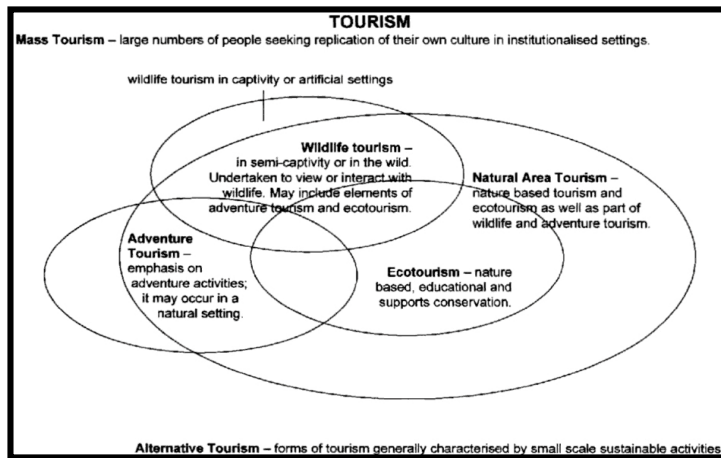 TOURISM
Mass Tourism – large numbers of people seeking replication of their own culture in institutionalised settings.
wildlife tourism in captivity or artificial settings
Wildlife tourism –
in semi-captivity or in the wild.
Undertaken to view or interact with
wildlife. May include elements of
adventure tourism and ecotourism.
Natural Area Tourism –
nature based tourism and
ecotourism as well as part of
wildlife and adventure tourism.
Adventure
Tourism –
emphasis on
adventure activities;
it may occur in a
natural setting.
Ecotourism – nature
based, educational and
supports conservation.
Alternative Tourism – forms of tourism generally characterised by small scale sustainable activities